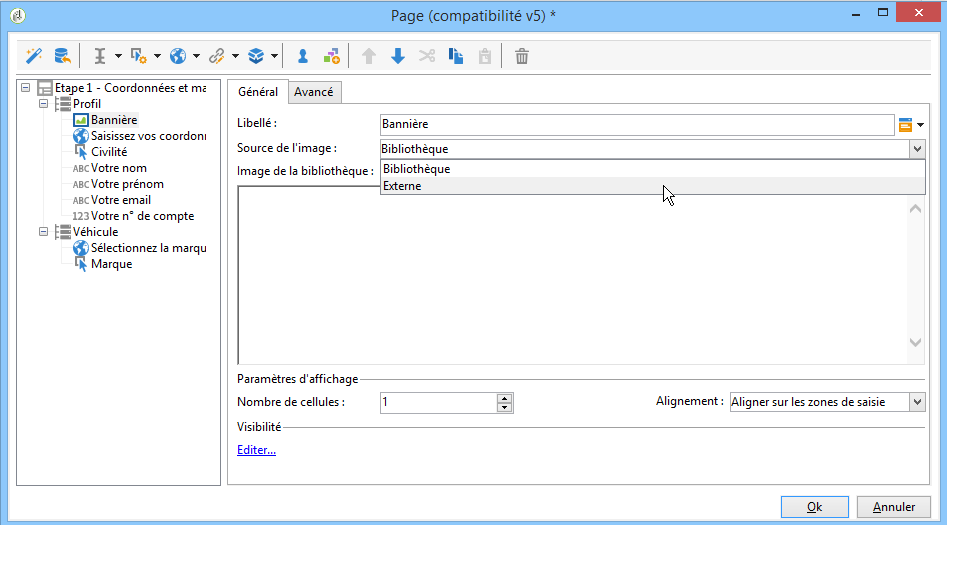 Page (compatibilité v5) *
Etape 1 - Coordonnées et ma
Profil
Bannière
Saisissez vos coordonn
Civilité
ABC Votre nom
ABC Votre prénom
ABC Votre email
123 Votre n° de compte
Véhicule
Sélectionnez la marqu
Marque
Général Avancé
Libellé : Bannière
Source de l'image : Bibliothèque
Image de la bibliothèque : Bibliothèque
Externe
Paramètres d'affichage
Nombre de cellules : 1 Alignement : Aligner sur les zones de saisie
Visibilité
Editer...
Ok Annuler